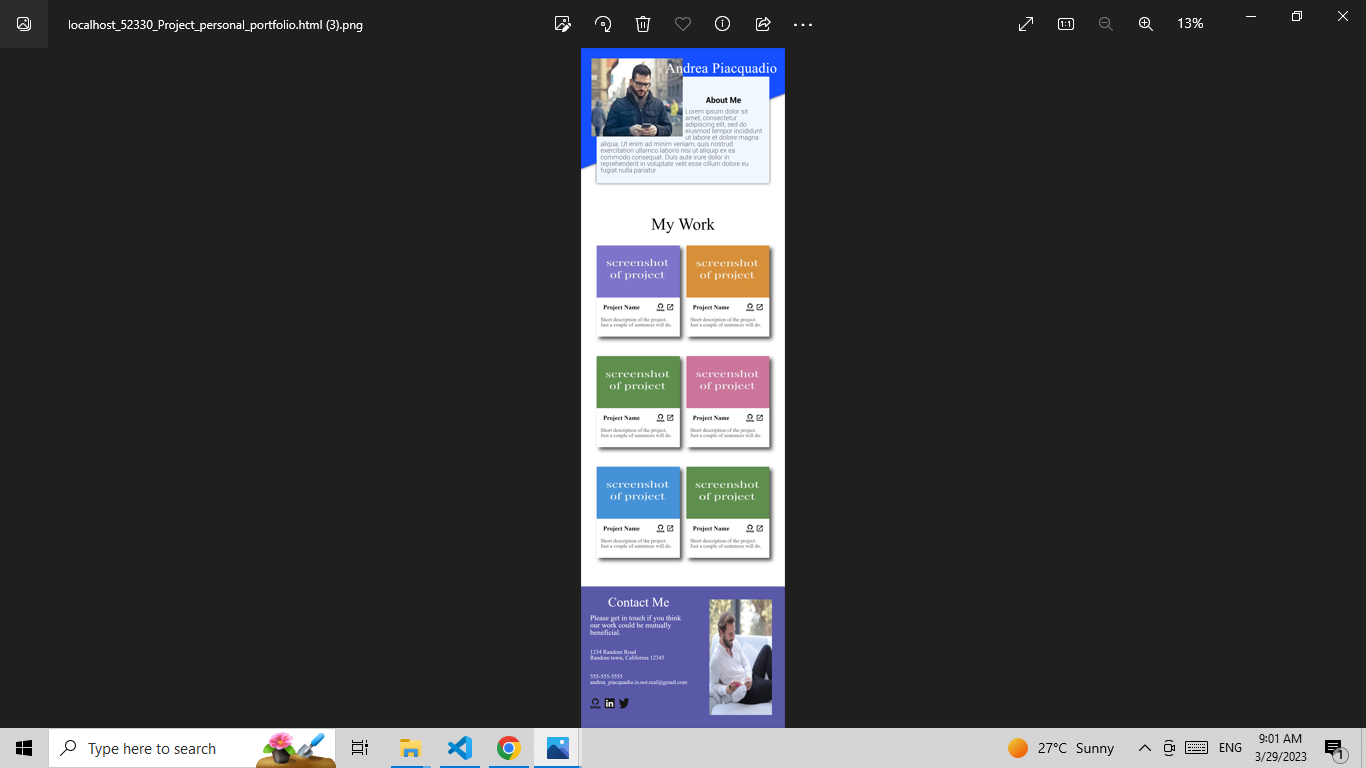 localhost_52330_Project_personal_portfolio.html (3).png
1:1
13%
Andrea Piacquadio
About Me
Lorem ipsum dolor sit
amet, consectetur
adipiscing elit, sed do
eiusmod tempor incididunt
ut labore et dolore magna
aliqua. Ut enim ad minim veniam, quis nostrud
exercitation ullamco laboris nisi ut aliquip ex ea
commodo consequat. Duis aute irure dolor in
reprehenderit in voluptate velit esse cillum dolore eu
fugiat nulla pariatur
My Work
screenshot
of project
Project Name
Short description of the project.
Just a couple of sentences will do.
screenshot
of project
Project Name
Short description of the project.
Just a couple of sentences will do.
screenshot
of project
Project Name
Short description of the project.
Just a couple of sentences will do.
screenshot
of project
Project Name
Short description of the project.
Just a couple of sentences will do.
screenshot
of project
Project Name
Short description of the project.
Just a couple of sentences will do.
screenshot
of project
Project Name
Short description of the project.
Just a couple of sentences will do.
Contact Me
Please get in touch if you think
our work could be mutually
beneficial.
1234 Random Road
Random town, California 12345
555-555-5555
andrea_piacquadio.is.not.real@gmail.com
in
Type here to search
27°C Sunny
ENG
9:01 AM
3/29/2023
1